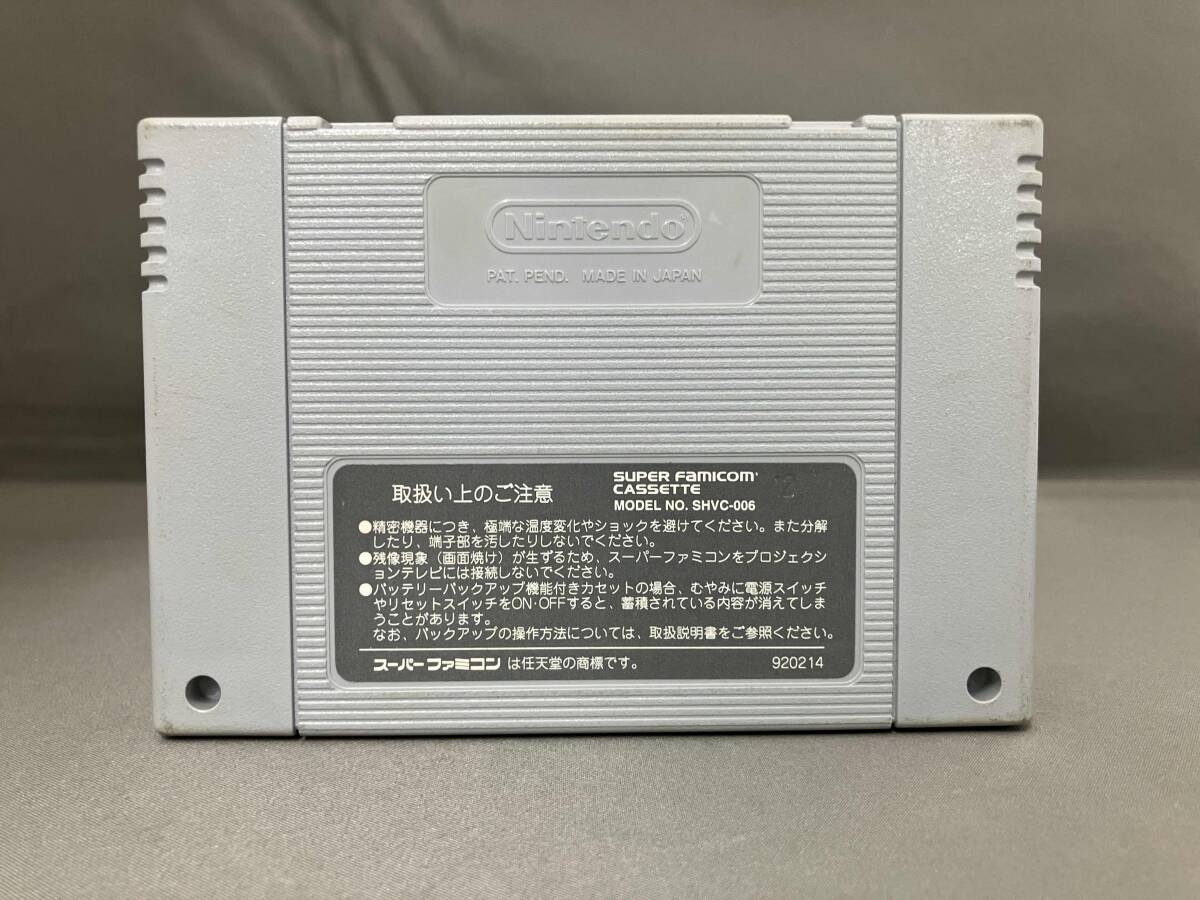 Nintendo®
PAT. PEND. MADE IN JAPAN
取扱い上のご注意
SUPER FAMICOM
CASSETTE
MODEL NO. SHVC-006
12
●精密機器につき、極端な温度変化やショックを避けてください。また分解
したり、端子部を汚したりしないでください。
●残像現象（画面焼け）が生ずるため、スーパーファミコンをプロジェクシ
ョンテレビには接続しないでください。
●バッテリーバックアップ機能付きカセットの場合、むやみに電源スイッチ
やリセットスイッチをON·OFFすると、蓄積されている内容が消えてしま
うことがあります。
なお、バックアップの操作方法については、取扱説明書をご参照ください。
スーパーファミコン は任天堂の商標です。 920214